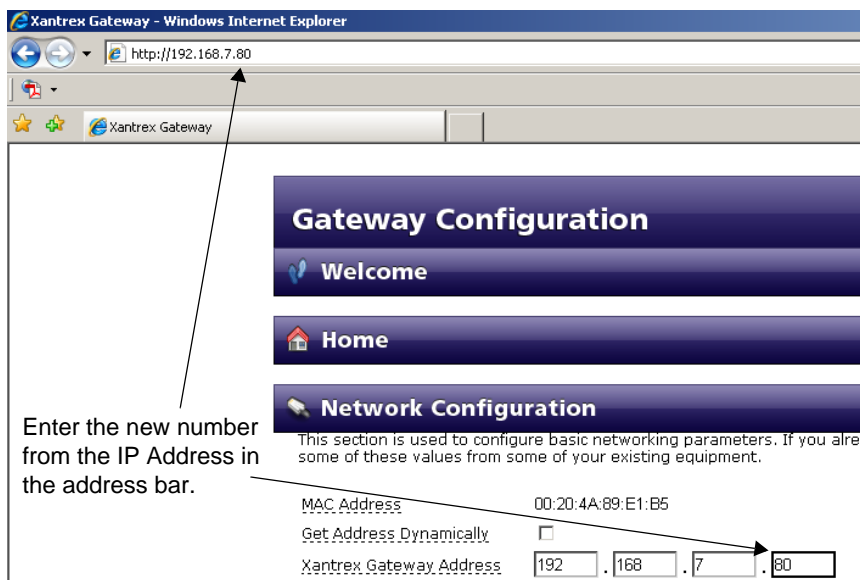 Xantrex Gateway - Windows Internet Explorer
http://192.168.7.80
Xantrex Gateway
Gateway Configuration
Welcome
Home
Network Configuration
Enter the new number
from the IP Address in
the address bar.
This section is used to configure basic networking parameters. If you alre
some of these values from some of your existing equipment.
MAC Address 00:20:4A:89:E1:B5
Get Address Dynamically
Xantrex Gateway Address 192 . 168 . 7 . 80